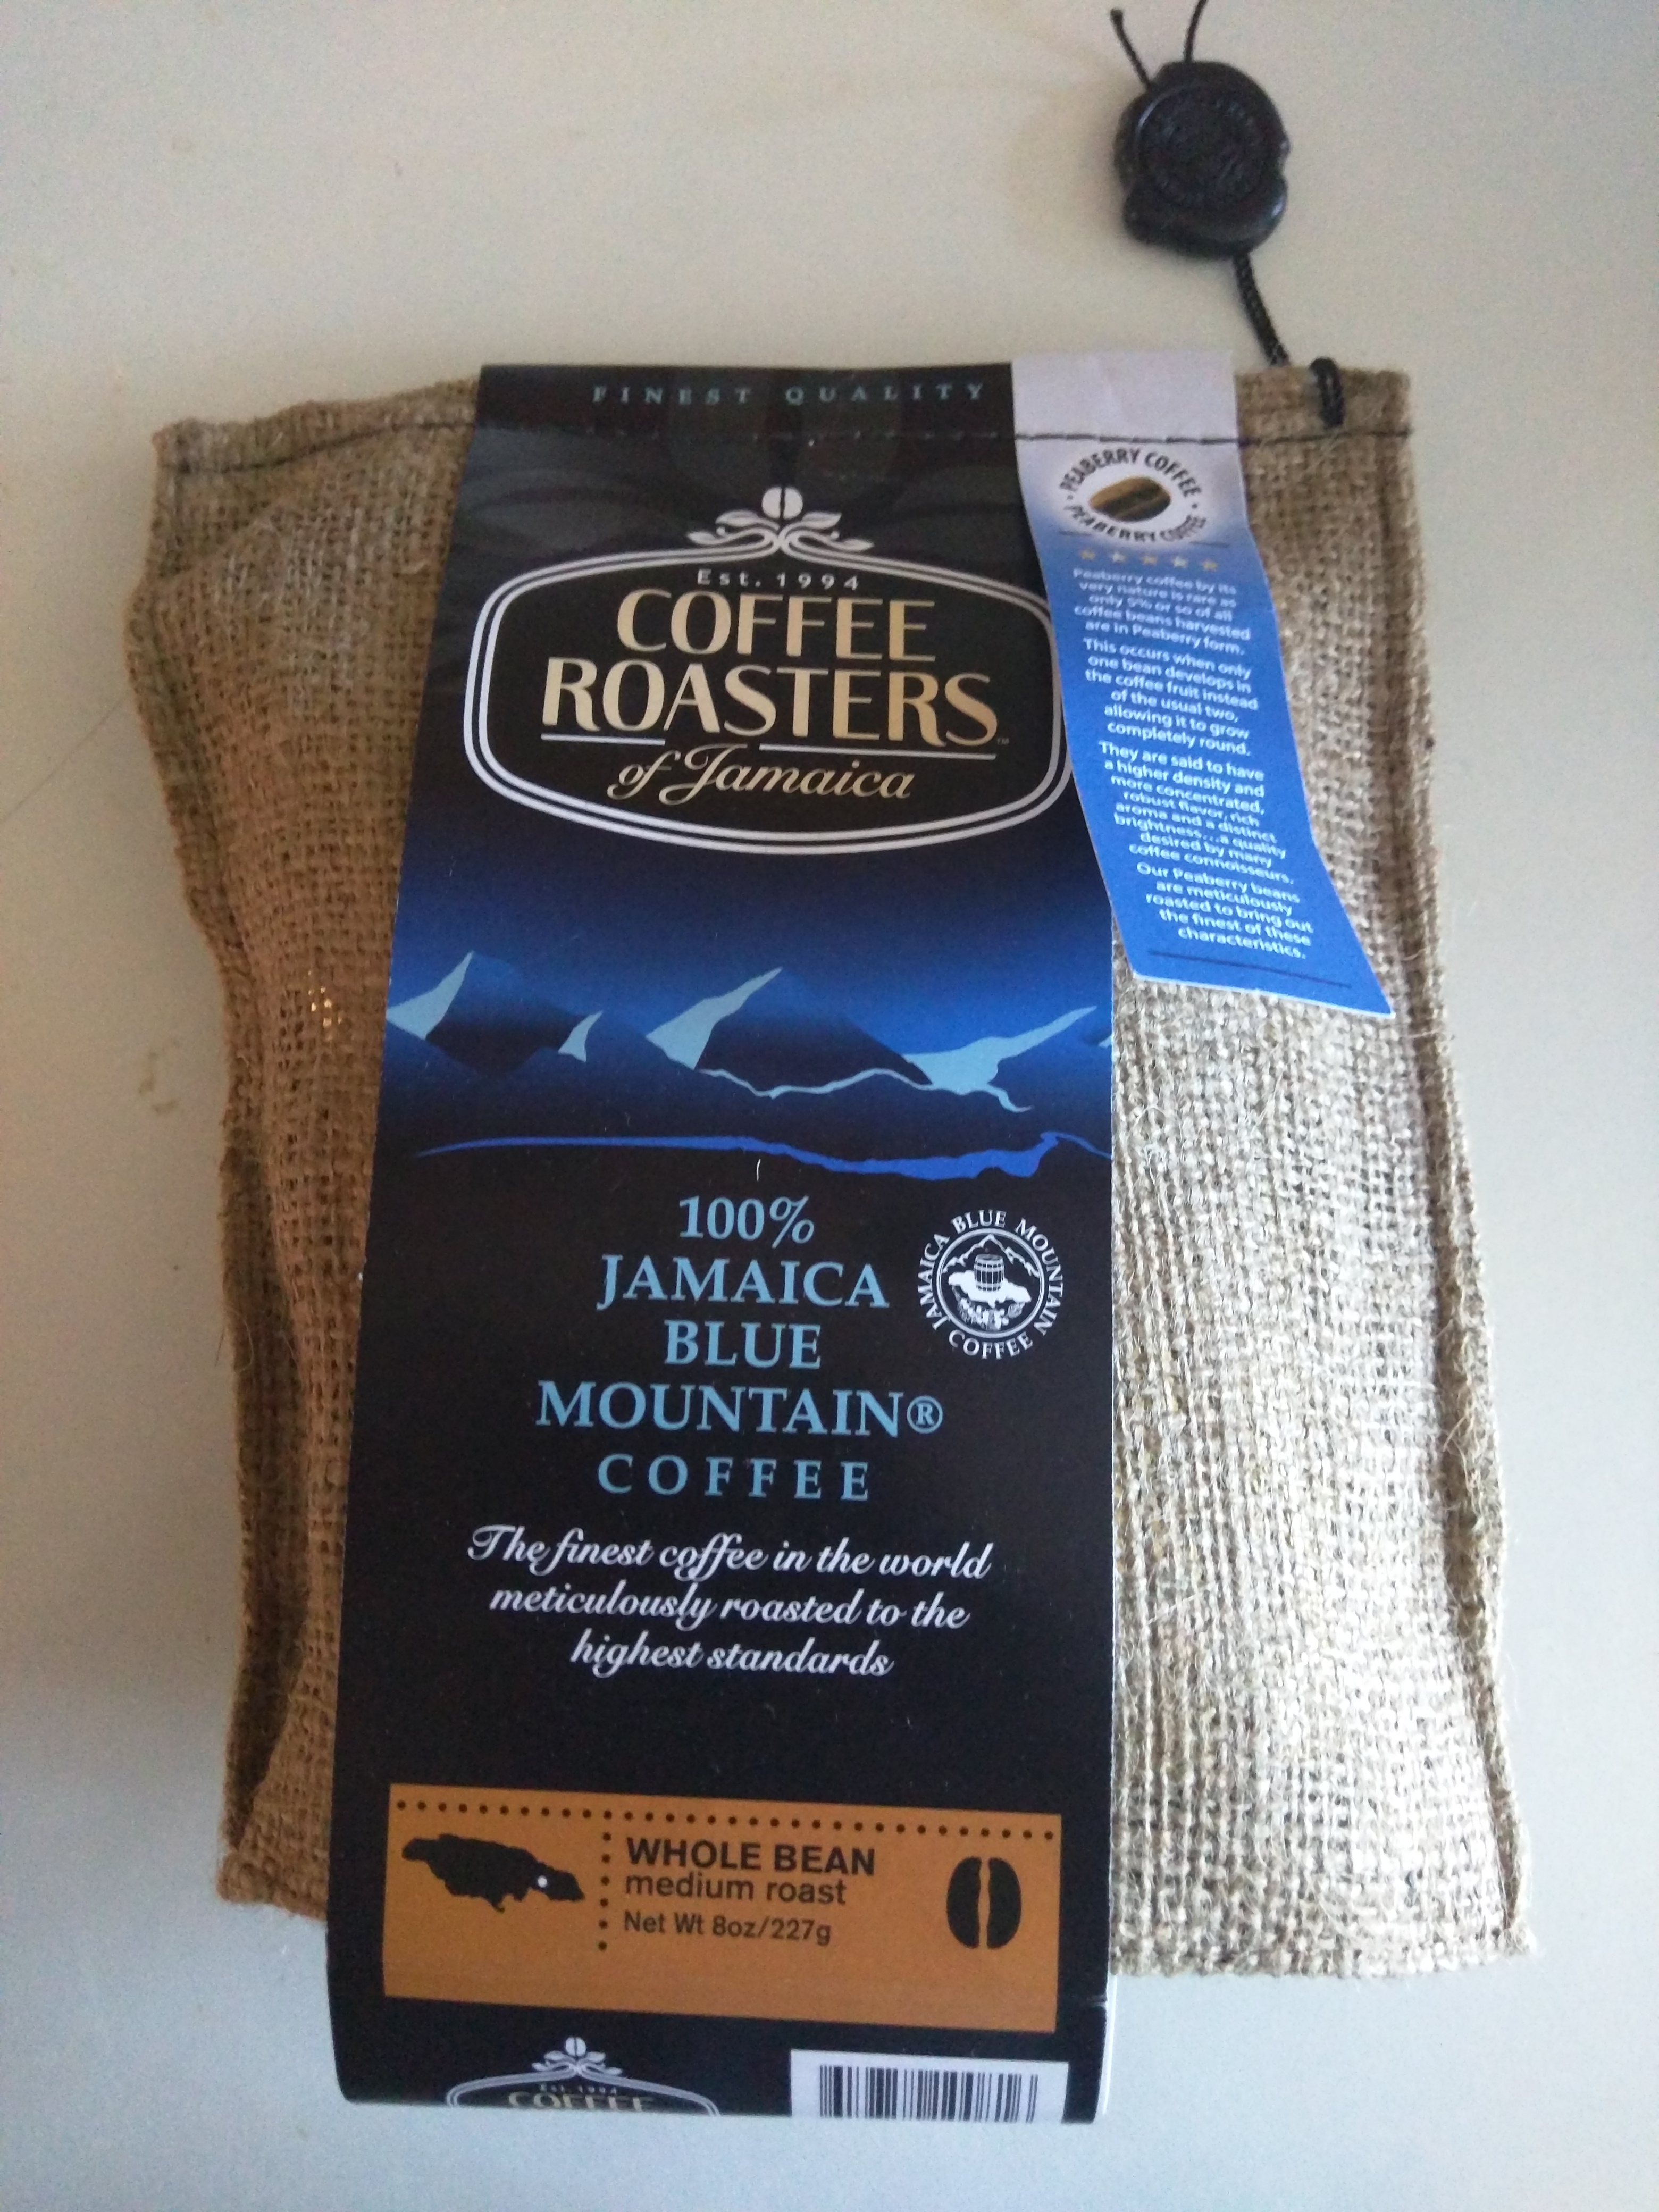 FINEST QUALITY
Est. 1994
COFFEE
ROASTERS™
of Jamaica
PEABERRY COFFEE
PEABERRY COFFEE
Peaberry coffee by its
very nature is rare as
only 5% or so of all
coffee beans harvested
are in Peaberry form.
This occurs when only
one bean develops in
the coffee fruit instead
of the usual two,
allowing it to grow
completely round.
They are said to have
a higher density and
more concentrated,
robust flavor, rich
aroma and a distinct
brightness...a quality
desired by many
coffee connoisseurs.
Our Peaberry beans
are meticulously
roasted to bring out
the finest of these
characteristics.
100%
JAMAICA
BLUE
MOUNTAIN®
COFFEE
JAMAICA BLUE MOUNTAIN
COFFEE
The finest coffee in the world
meticulously roasted to the
highest standards
WHOLE BEAN
medium roast
Net Wt 8oz/227g
Est. 1994
COFFEE